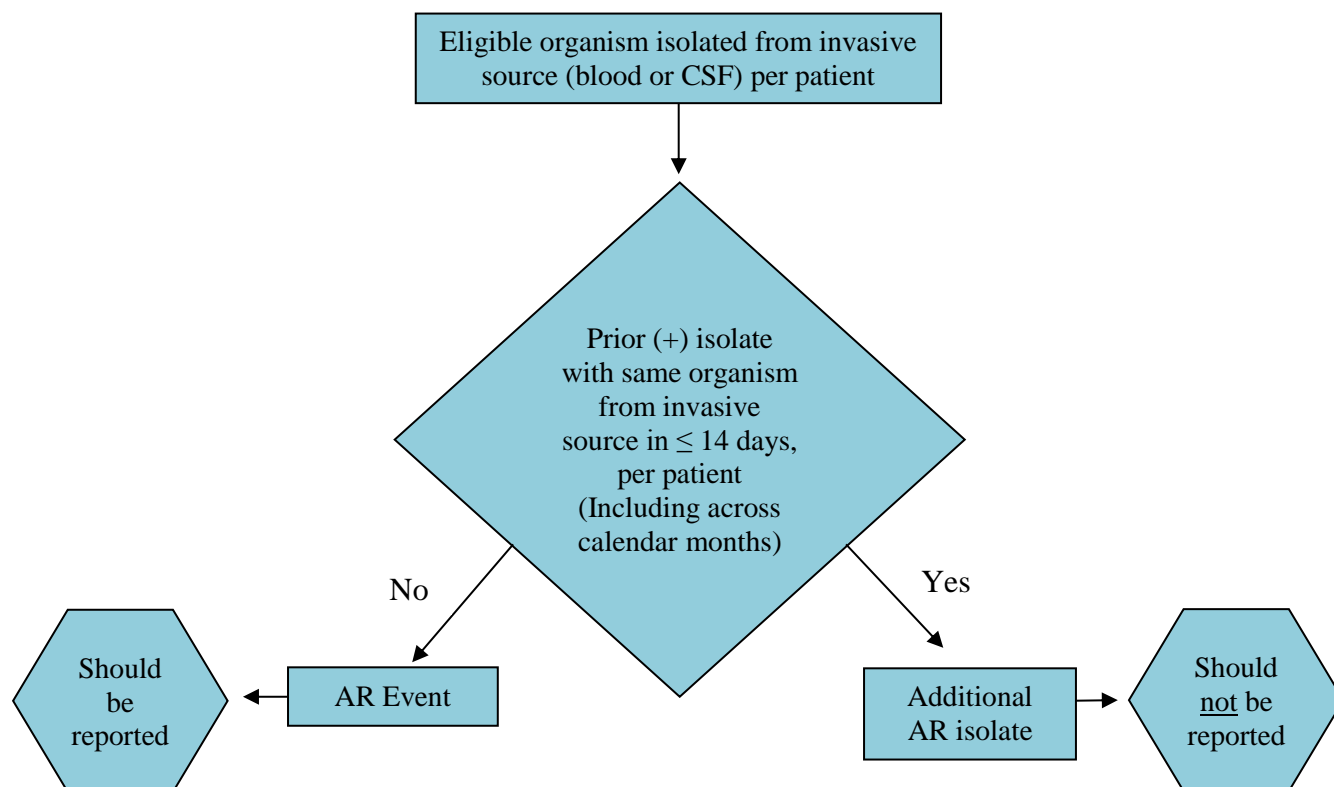 Eligible organism isolated from invasive
source (blood or CSF) per patient
Prior (+) isolate
with same organism
from invasive
source in ≤ 14 days,
per patient
(Including across
calendar months)
No
Yes
Should
be
reported
AR Event
Additional
AR isolate
Should
not be
reported